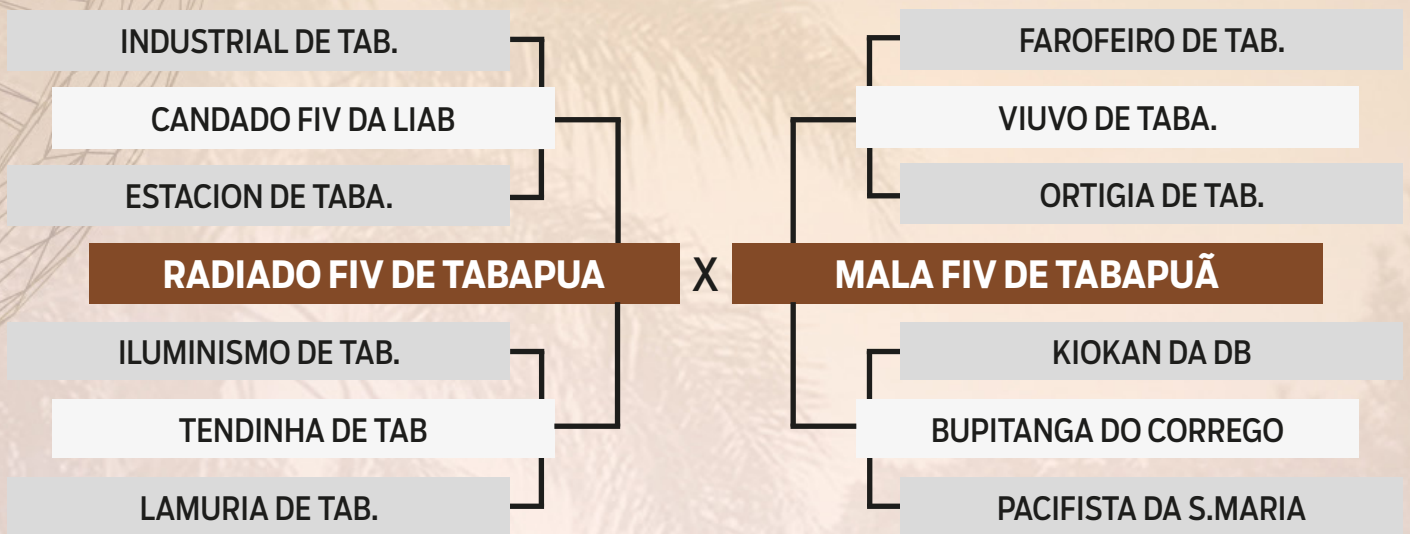 INDUSTRIAL DE TAB.
CANDADO FIV DA LIAB
ESTACION DE TABA.
RADIADO FIV DE TABAPUA
ILUMINISMO DE TAB.
TENDINHA DE TAB
LAMURIA DE TAB.
X
FAROFEIRO DE TAB.
VIUVO DE TABA.
ORTIGIA DE TAB.
MALA FIV DE TABAPUÃ
KIOKAN DA DB
BUPITANGA DO CORREGO
PACIFISTA DA S.MARIA